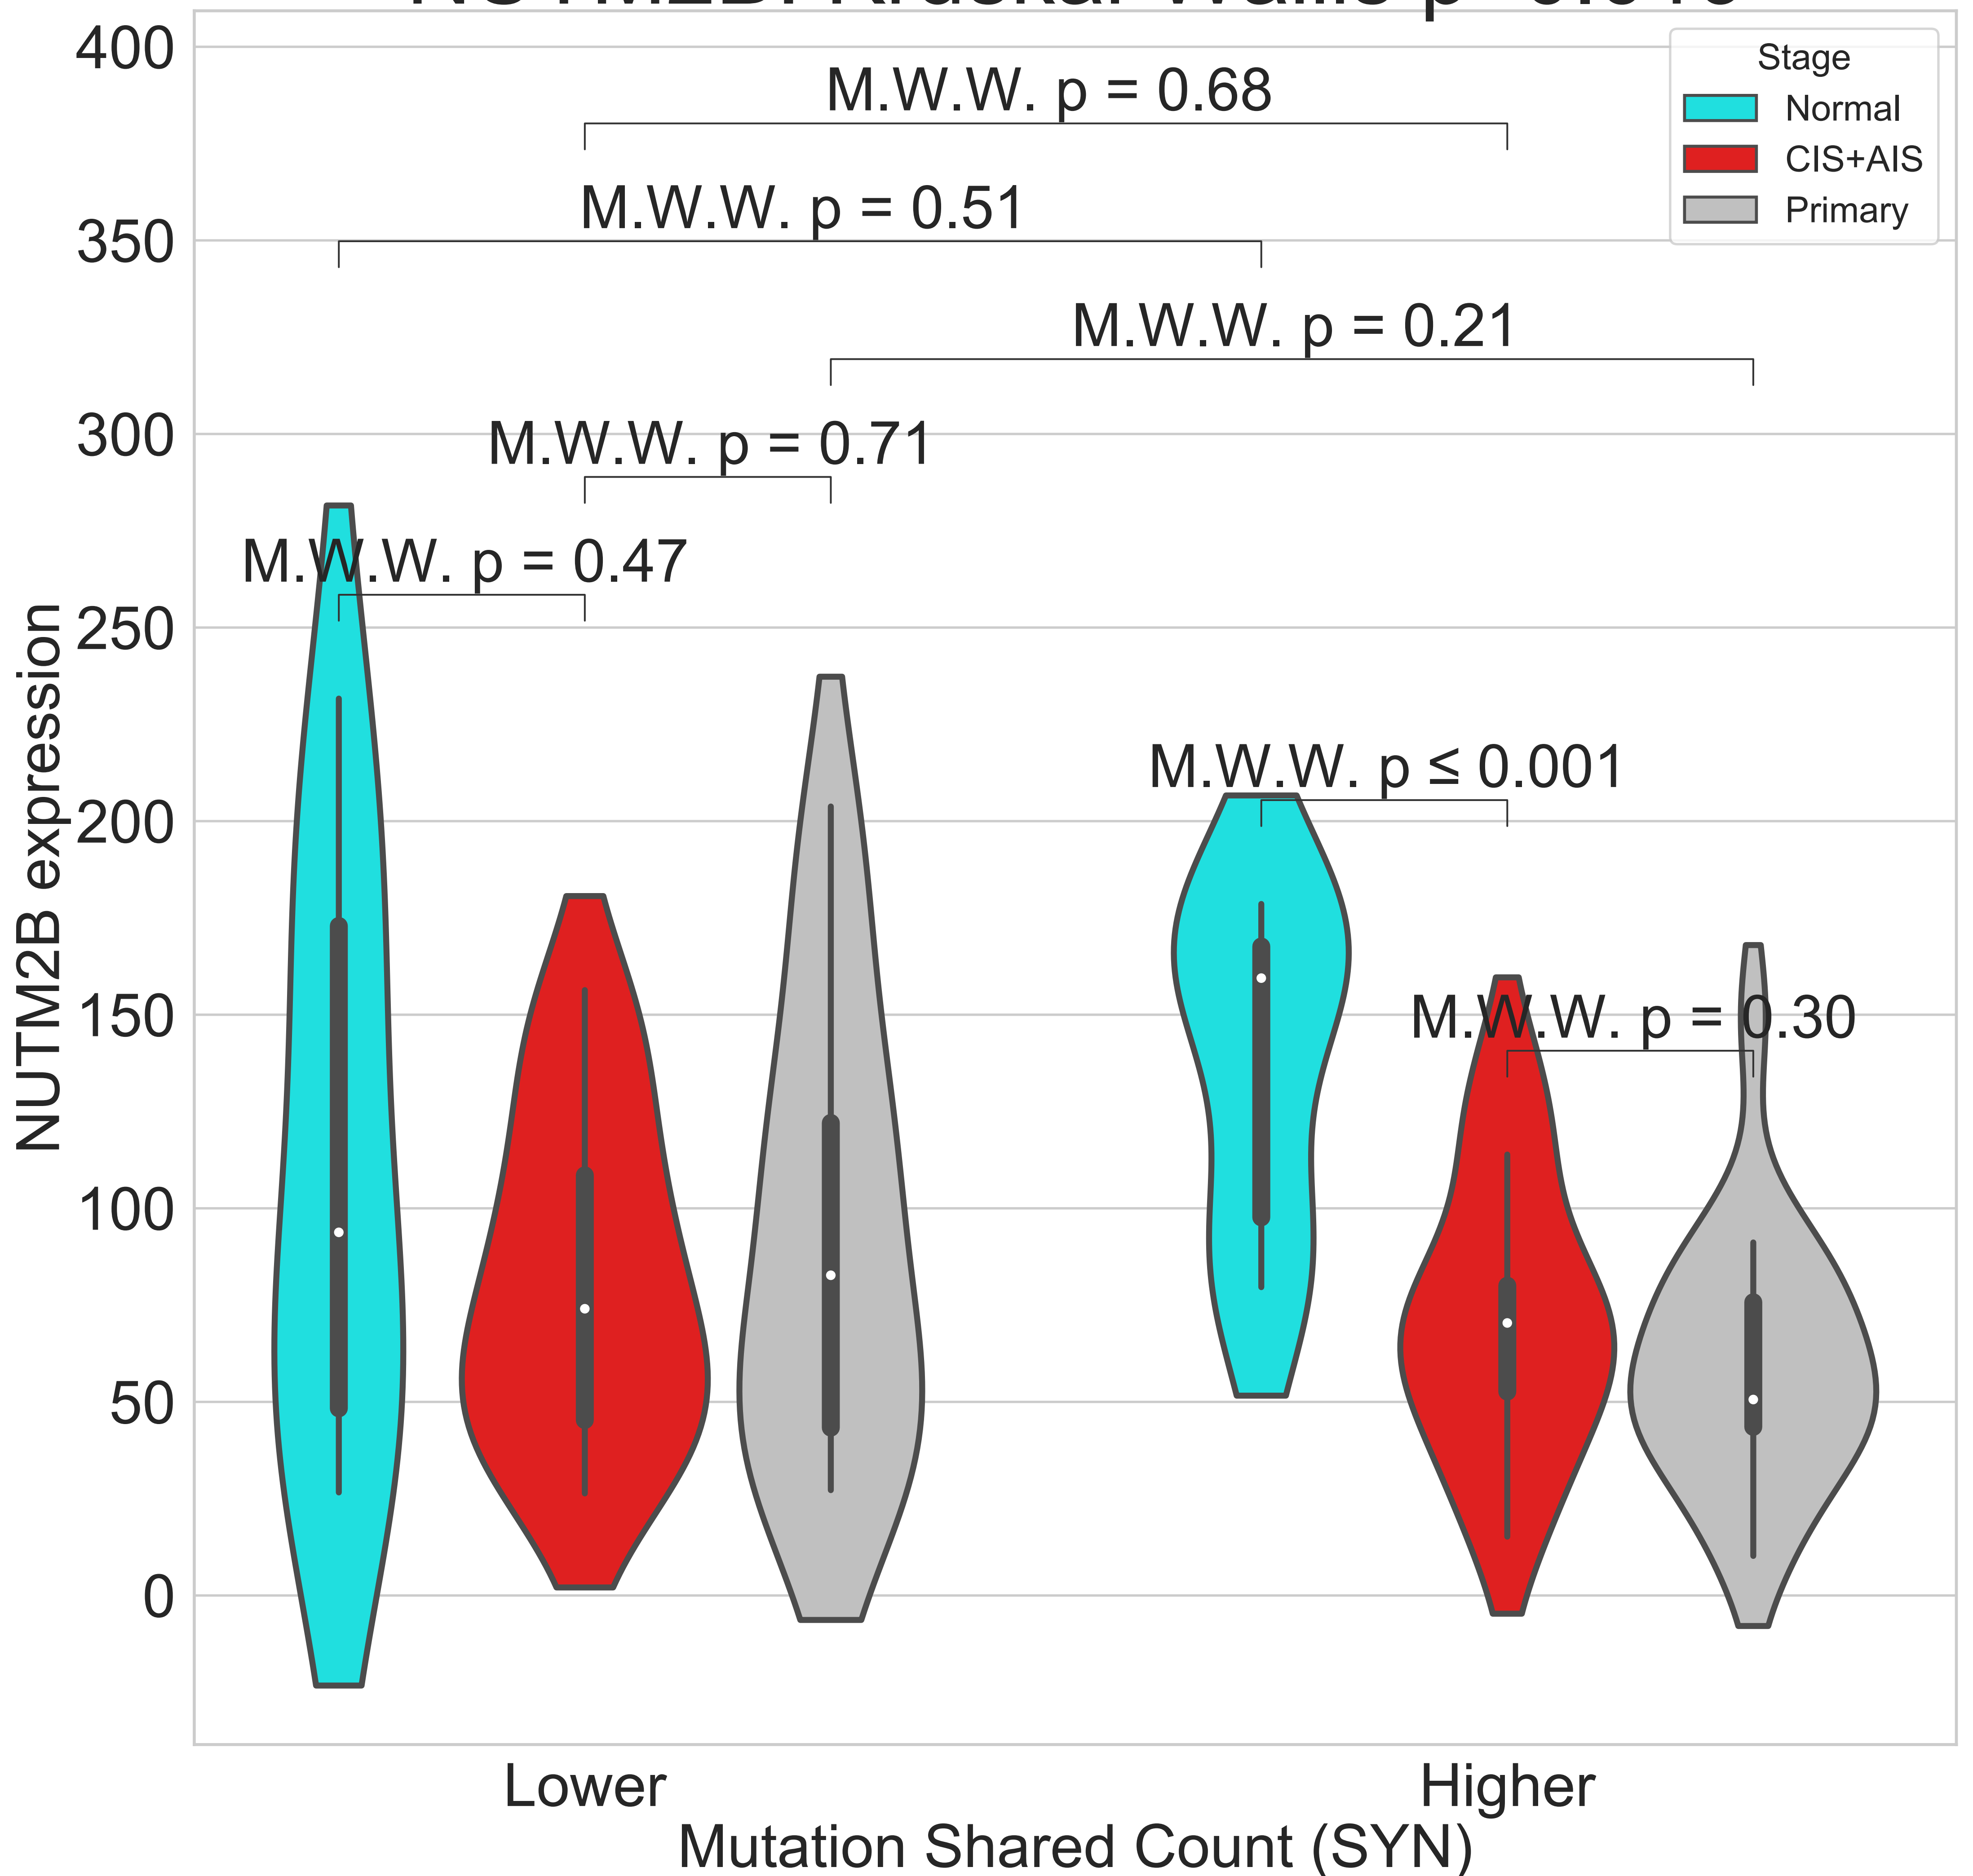 400
350
300
250
200
150
100
50
0
NUTM2B expression
Stage
Normal
CIS+AIS
Primary
M.W.W. p = 0.68
M.W.W. p = 0.51
M.W.W. p = 0.21
M.W.W. p = 0.71
M.W.W. p = 0.47
M.W.W. p ≤ 0.001
M.W.W. p = 0.30
Lower
Higher
Mutation Shared Count (SYN)